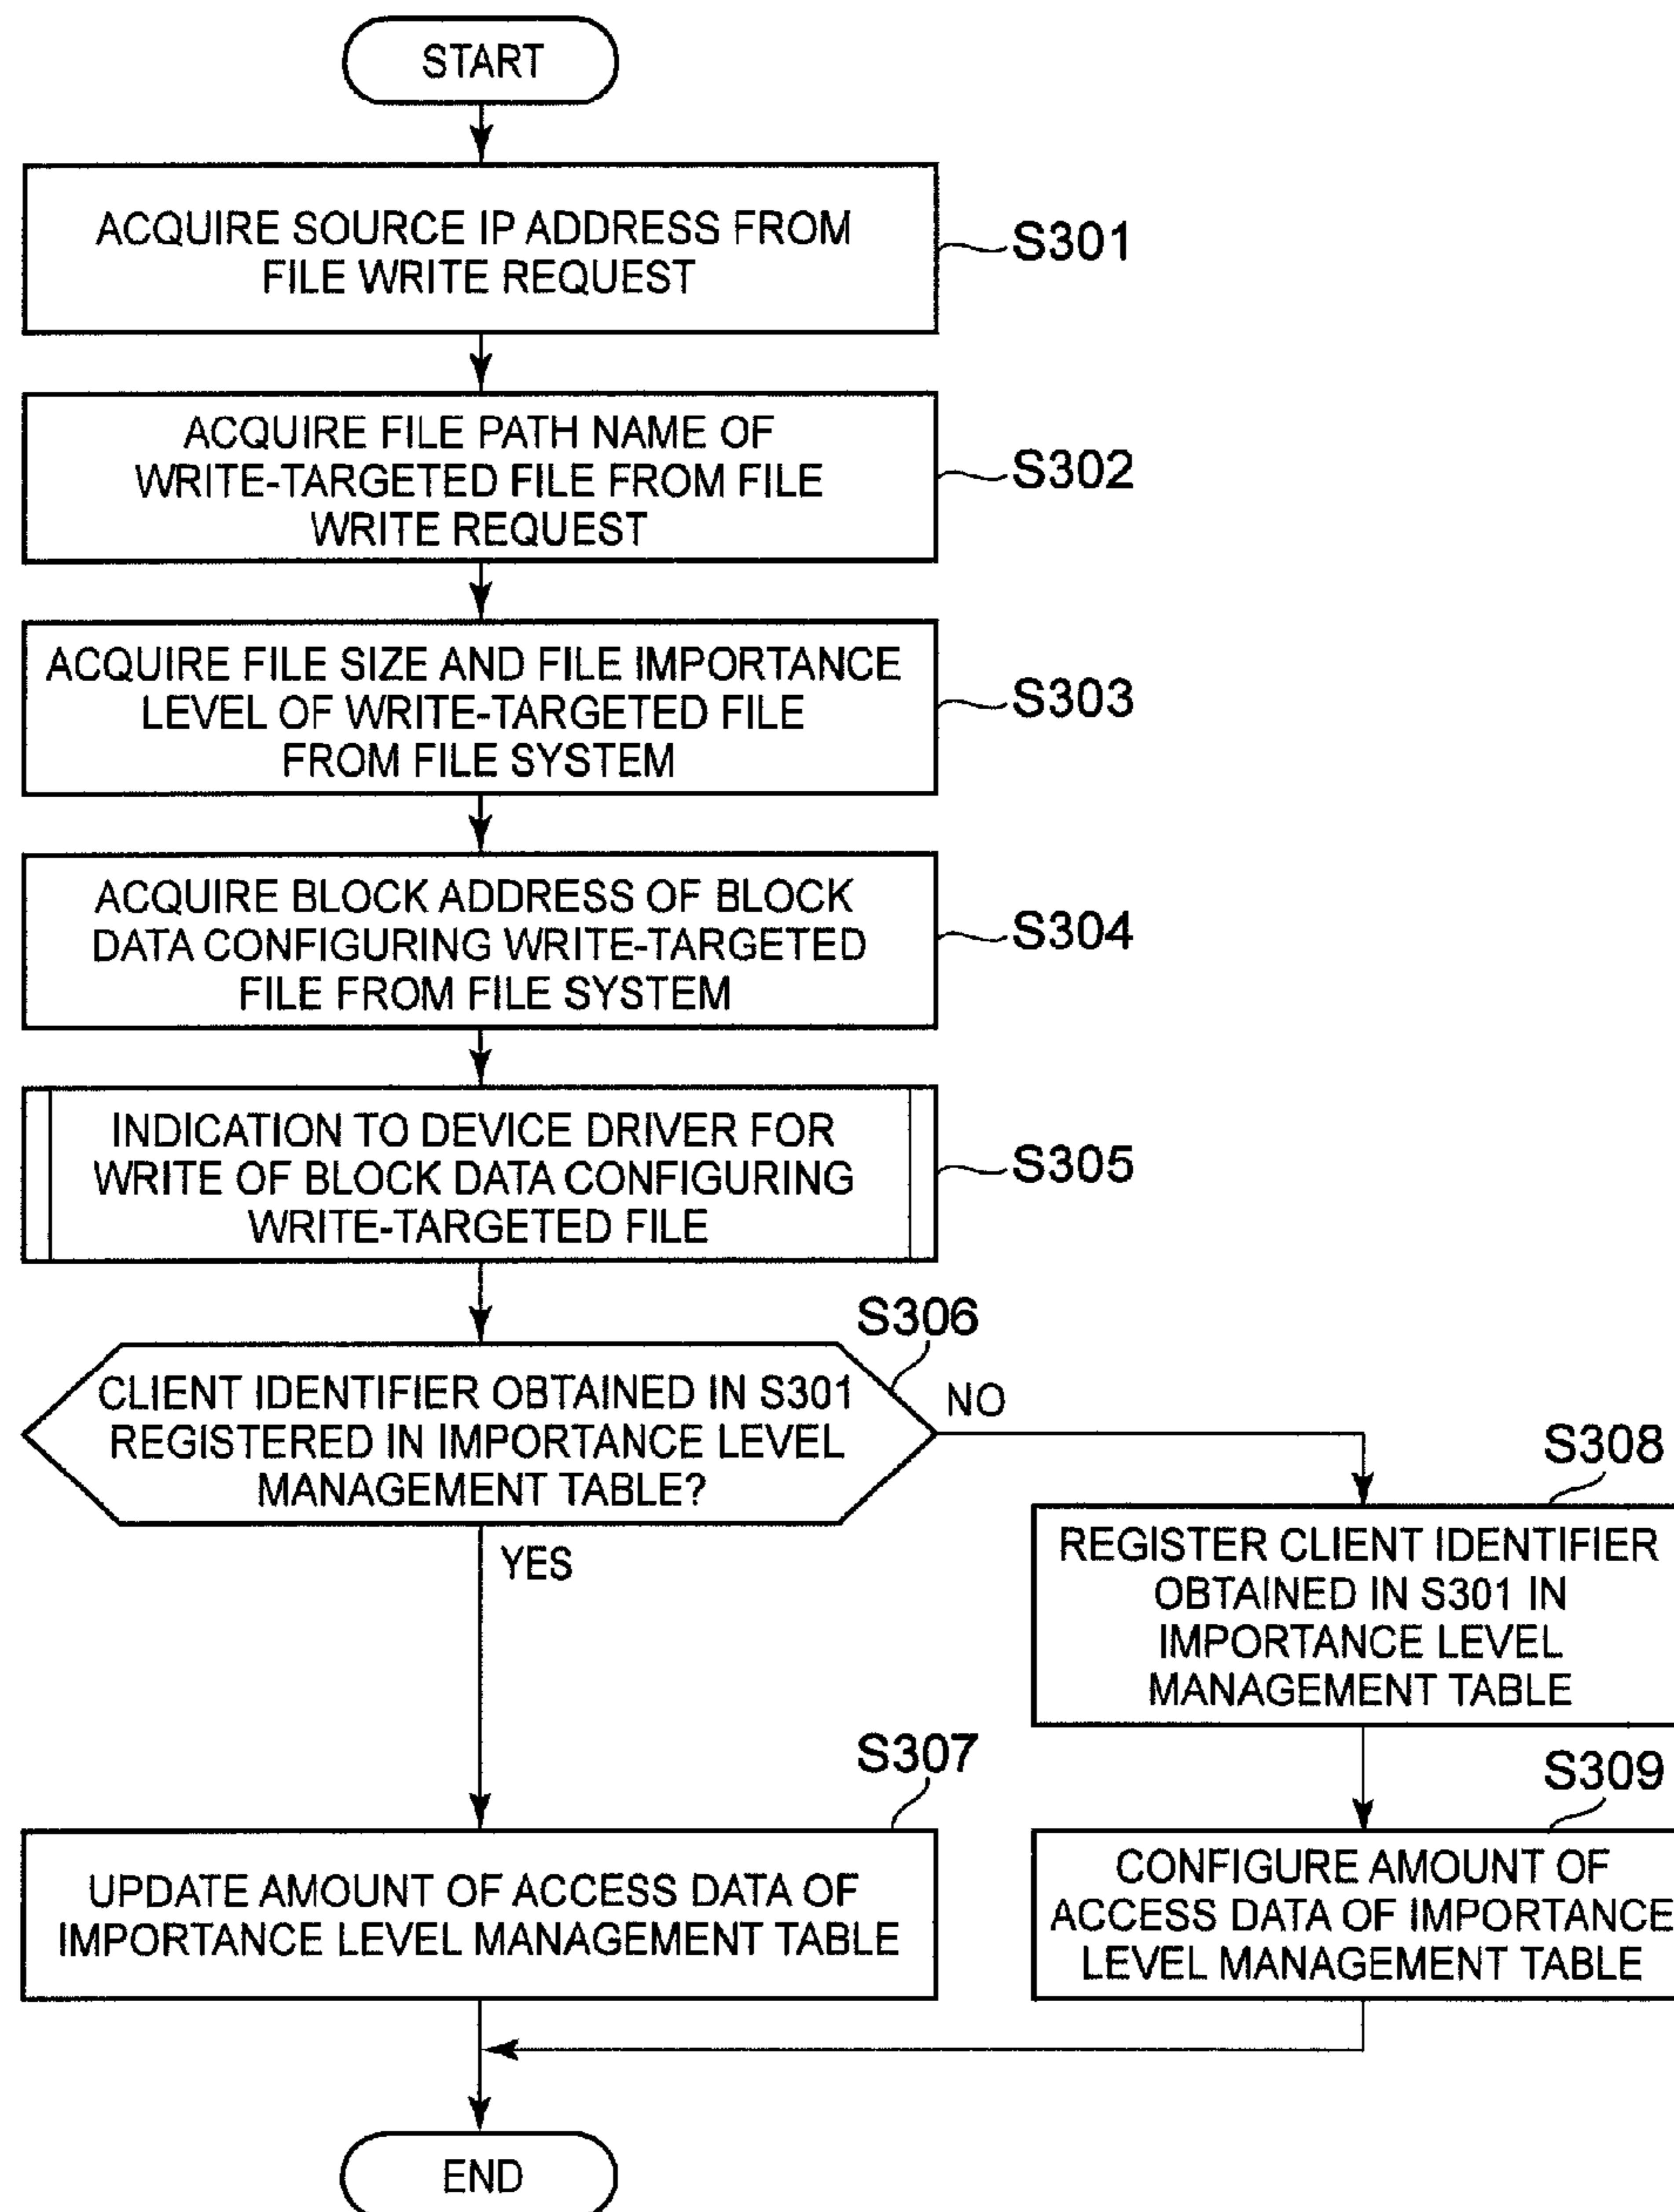 START
ACQUIRE SOURCE IP ADDRESS FROM
FILE WRITE REQUEST
S301
ACQUIRE FILE PATH NAME OF
WRITE-TARGETED FILE FROM FILE
WRITE REQUEST
S302
ACQUIRE FILE SIZE AND FILE IMPORTANCE
LEVEL OF WRITE-TARGETED FILE
FROM FILE SYSTEM
S303
ACQUIRE BLOCK ADDRESS OF BLOCK
DATA CONFIGURING WRITE-TARGETED
FILE FROM FILE SYSTEM
S304
INDICATION TO DEVICE DRIVER FOR
WRITE OF BLOCK DATA CONFIGURING
WRITE-TARGETED FILE
S305
S306
CLIENT IDENTIFIER OBTAINED IN S301
REGISTERED IN IMPORTANCE LEVEL
MANAGEMENT TABLE?
NO
YES
S308
REGISTER CLIENT IDENTIFIER
OBTAINED IN S301 IN
IMPORTANCE LEVEL
MANAGEMENT TABLE
S307
UPDATE AMOUNT OF ACCESS DATA OF
IMPORTANCE LEVEL MANAGEMENT TABLE
S309
CONFIGURE AMOUNT OF
ACCESS DATA OF IMPORTANCE
LEVEL MANAGEMENT TABLE
END